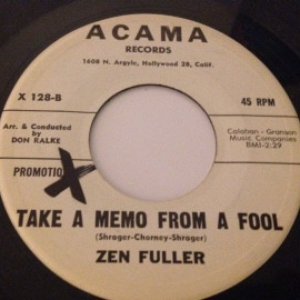 ACAMA
RECORDS
1608 N. Argyle, Hollywood 28, Calif.
X 128-B
45 RPM
Arr. & Conducted
by
DON RALKE
Calahan - Granson
Music Companies
BMI-2:29
PROMOTIO
X
TAKE A MEMO FROM A FOOL
(Shrager-Chorney-Shrager)
ZEN FULLER